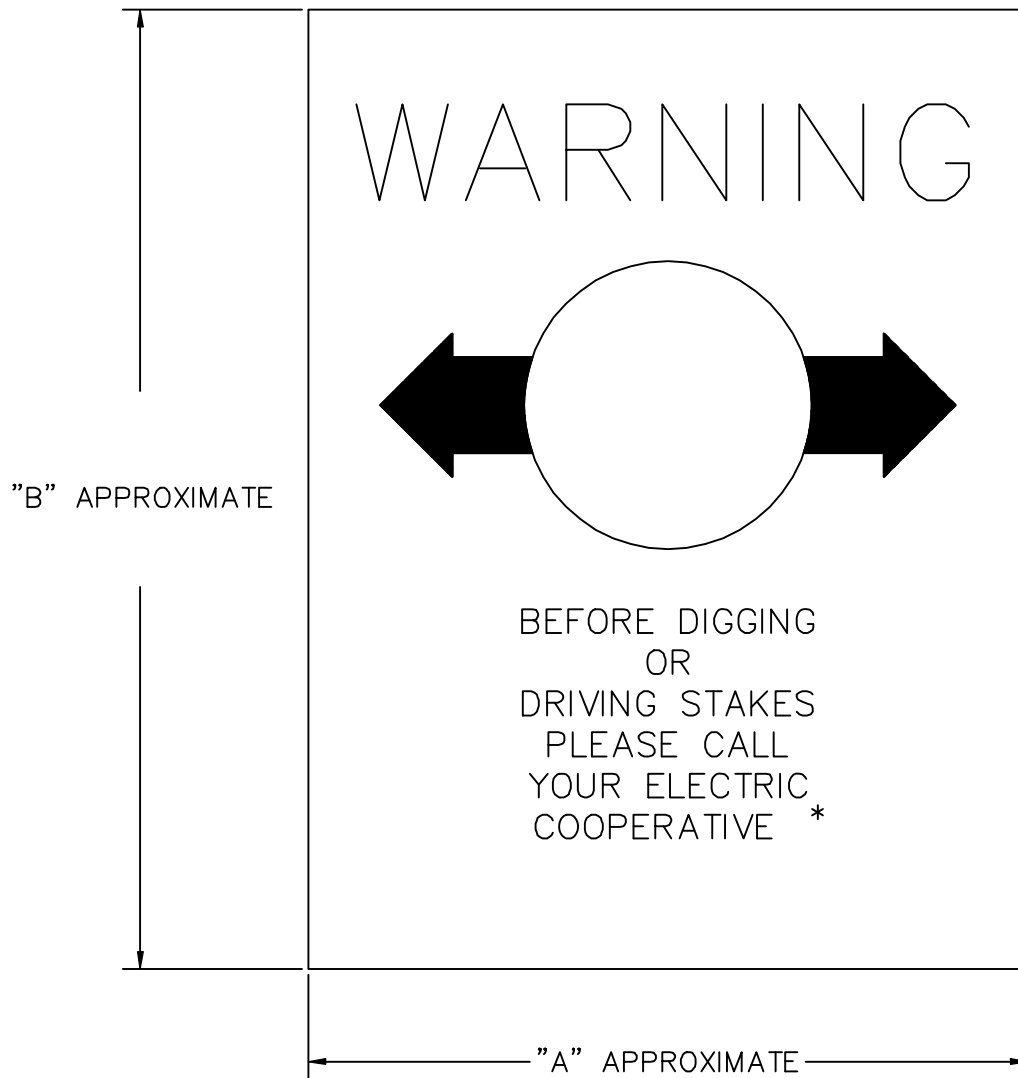 WARNING
"B" APPROXIMATE
BEFORE DIGGING
OR
DRIVING STAKES
PLEASE CALL
YOUR ELECTRIC
COOPERATIVE *
"A" APPROXIMATE